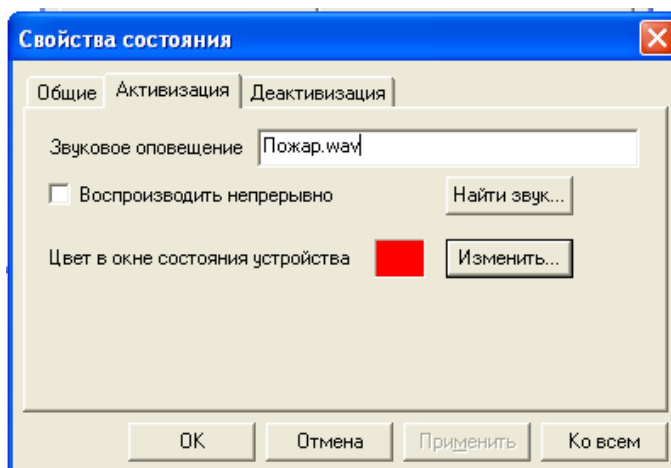 Свойства состояния
Общие Активизация Деактивизация
Звуковое оповещение Пожар.wav
Воспроизводить непрерывно Найти звук...
Цвет в окне состояния устройства Изменить...
ОК Отмена Применить Ко всем